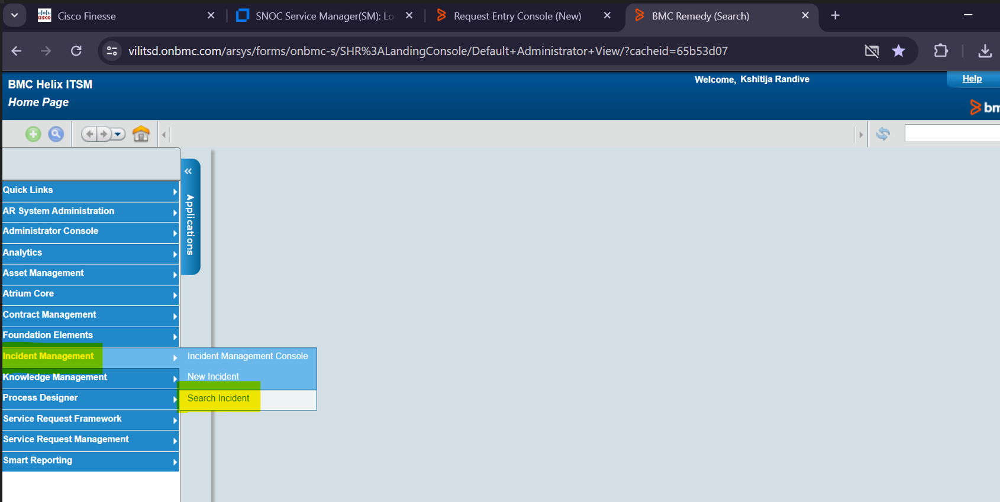 Cisco Finesse
SNOC Service Manager(SM): Lo
Request Entry Console (New)
BMC Remedy (Search)
vilitsd.onbmc.com/arsys/forms/onbmc-s/SHR%3ALandingConsole/Default+Administrator+View/?cacheid=65b53d07
BMC Helix ITSM
Welcome, Kshitija Randive
Help
Home Page
bm
Quick Links
AR System Administration
Administrator Console
Analytics
Asset Management
Atrium Core
Contract Management
Foundation Elements
Incident Management
Knowledge Management
Process Designer
Service Request Framework
Service Request Management
Smart Reporting
Applications
Incident Management Console
New Incident
Search Incident